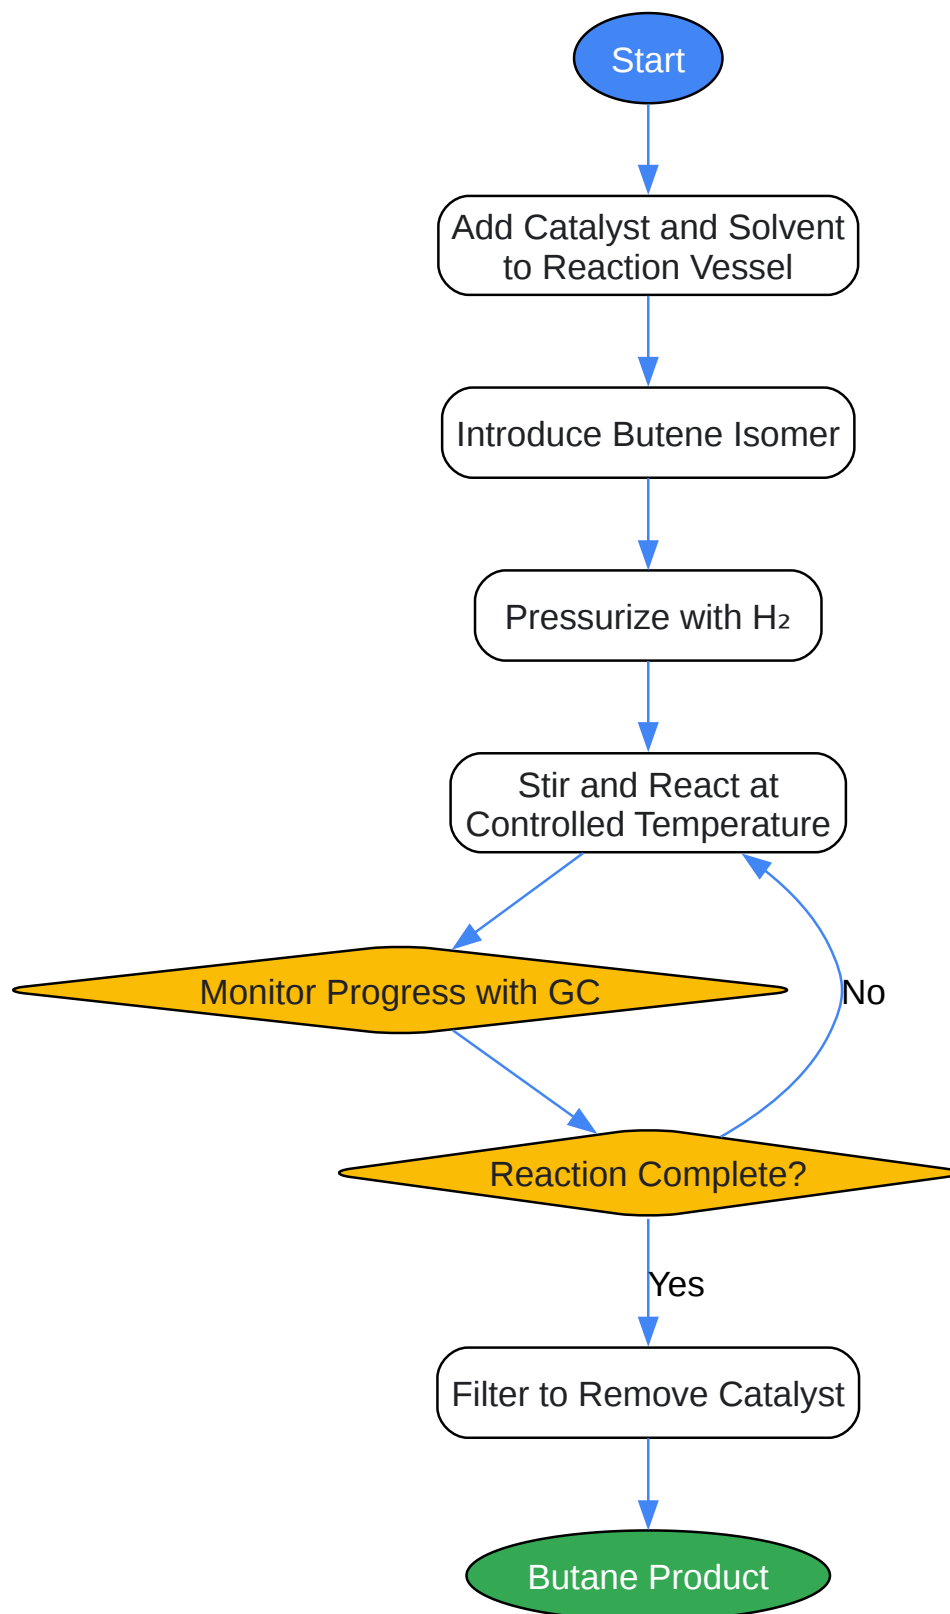 Start
Add Catalyst and Solvent
to Reaction Vessel
Introduce Butene Isomer
Pressurize with H₂
Stir and React at
Controlled Temperature
Monitor Progress with GC
No
Reaction Complete?
Yes
Filter to Remove Catalyst
Butane Product